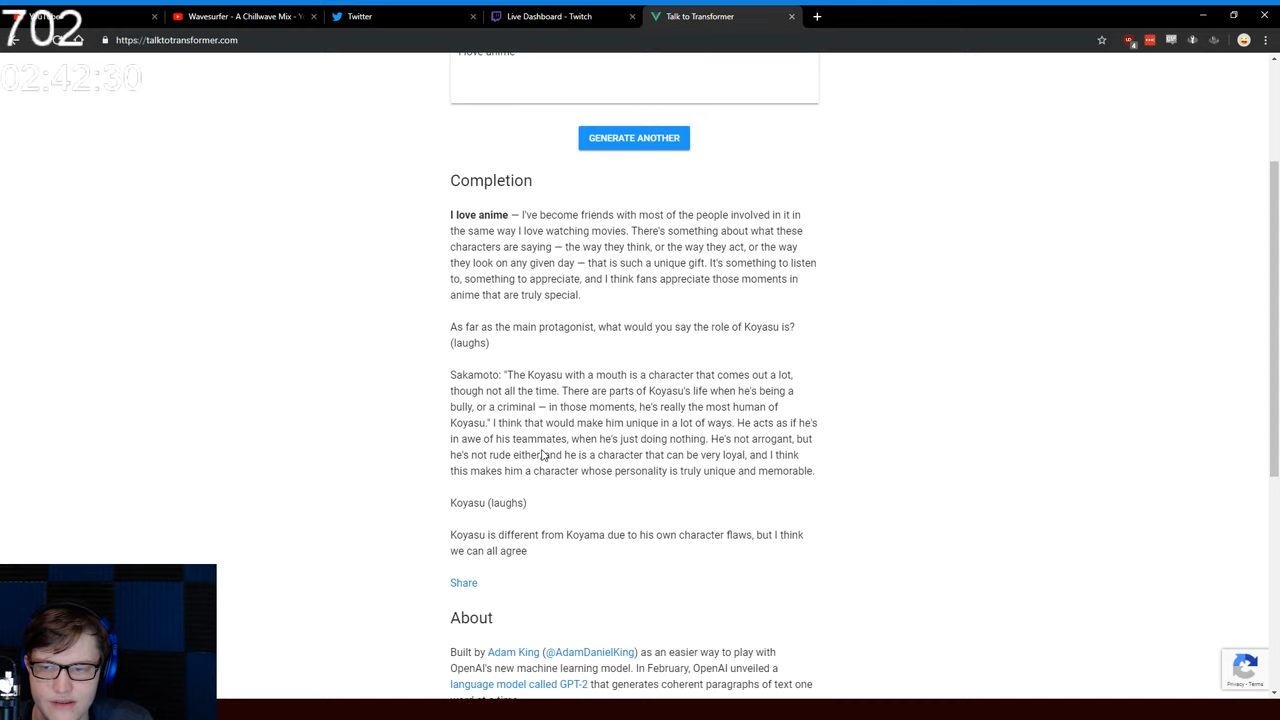 702
Wavesurfer - A Chillwave Mix - Yo
Twitter
Live Dashboard - Twitch
Talk to Transformer
https://talktotransformer.com
4
02:42:30
I love anime
GENERATE ANOTHER
Completion
I love anime — I've become friends with most of the people involved in it in
the same way I love watching movies. There's something about what these
characters are saying — the way they think, or the way they act, or the way
they look on any given day — that is such a unique gift. It's something to listen
to, something to appreciate, and I think fans appreciate those moments in
anime that are truly special.
As far as the main protagonist, what would you say the role of Koyasu is?
(laughs)
Sakamoto: "The Koyasu with a mouth is a character that comes out a lot,
though not all the time. There are parts of Koyasu's life when he's being a
bully, or a criminal — in those moments, he's really the most human of
Koyasu." I think that would make him unique in a lot of ways. He acts as if he's
in awe of his teammates, when he's just doing nothing. He's not arrogant, but
he's not rude either and he is a character that can be very loyal, and I think
this makes him a character whose personality is truly unique and memorable.
Koyasu (laughs)
Koyasu is different from Koyama due to his own character flaws, but I think
we can all agree
Share
About
Built by Adam King (@AdamDanielKing) as an easier way to play with
OpenAI's new machine learning model. In February, OpenAI unveiled a
language model called GPT-2 that generates coherent paragraphs of text one
word at a time.
Privacy - Terms